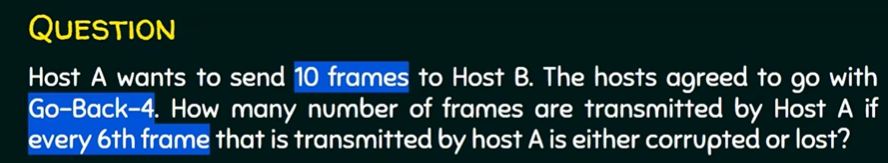 QUESTION
Host A wants to send 10 frames to Host B. The hosts agreed to go with
Go-Back-4. How many number of frames are transmitted by Host A if
every 6th frame that is transmitted by host A is either corrupted or lost?